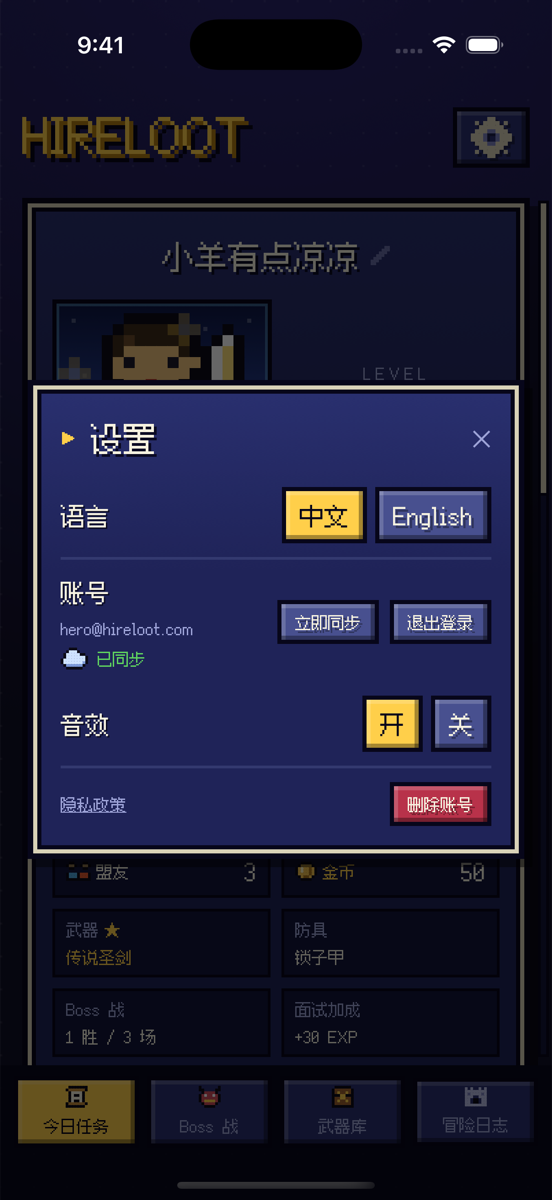 9:41
HIRELOOT
小羊有点凉凉
LEVEL
设置
语言 中文 English
账号
hero@hireloot.com
立即同步 退出登录
已同步
音效 开 关
隐私政策 删除账号
盟友 3 金币 50
武器 防具
传说圣剑 锁子甲
Boss 战 面试加成
1 胜 / 3 场 +30 EXP
今日任务 Boss 战 武器库 冒险日志